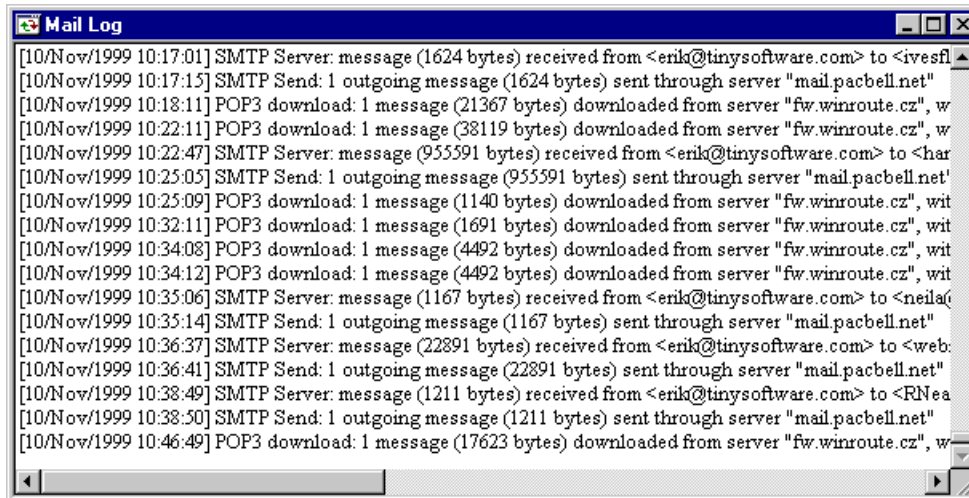 Mail Log
[10/Nov/1999 10:17:01] SMTP Server: message (1624 bytes) received from <erik@tinysoftware.com> to <ivesfl
[10/Nov/1999 10:17:15] SMTP Send: 1 outgoing message (1624 bytes) sent through server "mail.pacbell.net"
[10/Nov/1999 10:18:11] POP3 download: 1 message (21367 bytes) downloaded from server "fw.winroute.cz", w
[10/Nov/1999 10:22:11] POP3 download: 1 message (38119 bytes) downloaded from server "fw.winroute.cz", w
[10/Nov/1999 10:22:47] SMTP Server: message (955591 bytes) received from <erik@tinysoftware.com> to <har
[10/Nov/1999 10:25:05] SMTP Send: 1 outgoing message (955591 bytes) sent through server "mail.pacbell.net'
[10/Nov/1999 10:25:09] POP3 download: 1 message (1140 bytes) downloaded from server "fw.winroute.cz", wit
[10/Nov/1999 10:32:11] POP3 download: 1 message (1691 bytes) downloaded from server "fw.winroute.cz", wit
[10/Nov/1999 10:34:08] POP3 download: 1 message (4492 bytes) downloaded from server "fw.winroute.cz", wit
[10/Nov/1999 10:34:12] POP3 download: 1 message (4492 bytes) downloaded from server "fw.winroute.cz", wit
[10/Nov/1999 10:35:06] SMTP Server: message (1167 bytes) received from <erik@tinysoftware.com> to <neila@
[10/Nov/1999 10:35:14] SMTP Send: 1 outgoing message (1167 bytes) sent through server "mail.pacbell.net"
[10/Nov/1999 10:36:37] SMTP Server: message (22891 bytes) received from <erik@tinysoftware.com> to <web
[10/Nov/1999 10:36:41] SMTP Send: 1 outgoing message (22891 bytes) sent through server "mail.pacbell.net"
[10/Nov/1999 10:38:49] SMTP Server: message (1211 bytes) received from <erik@tinysoftware.com> to <RNea
[10/Nov/1999 10:38:50] SMTP Send: 1 outgoing message (1211 bytes) sent through server "mail.pacbell.net"
[10/Nov/1999 10:46:49] POP3 download: 1 message (17623 bytes) downloaded from server "fw.winroute.cz", w